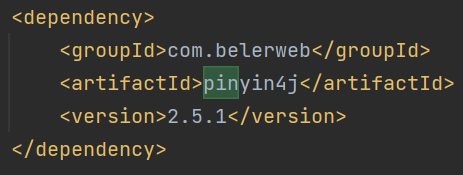 <dependency>
<groupId>com.belerweb</groupId>
<artifactId>pinyin4j</artifactId>
<version>2.5.1</version>
</dependency>